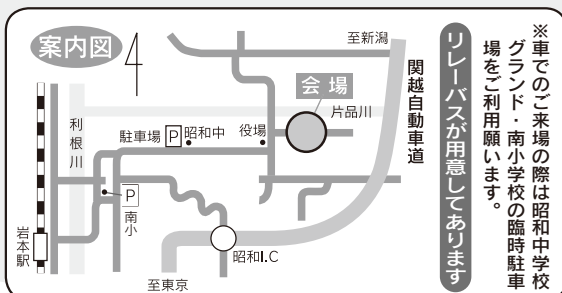 ※車でのご来場の際は昭和中学校
グランド・南小学校の臨時駐車
場をご利用願います。
リレーバスが用意してあります
案内図
至新潟
関越自動車道
会場
片品川
利根川
駐車場
P
昭和中
役場
P
南小
岩本駅
昭和I.C
至東京